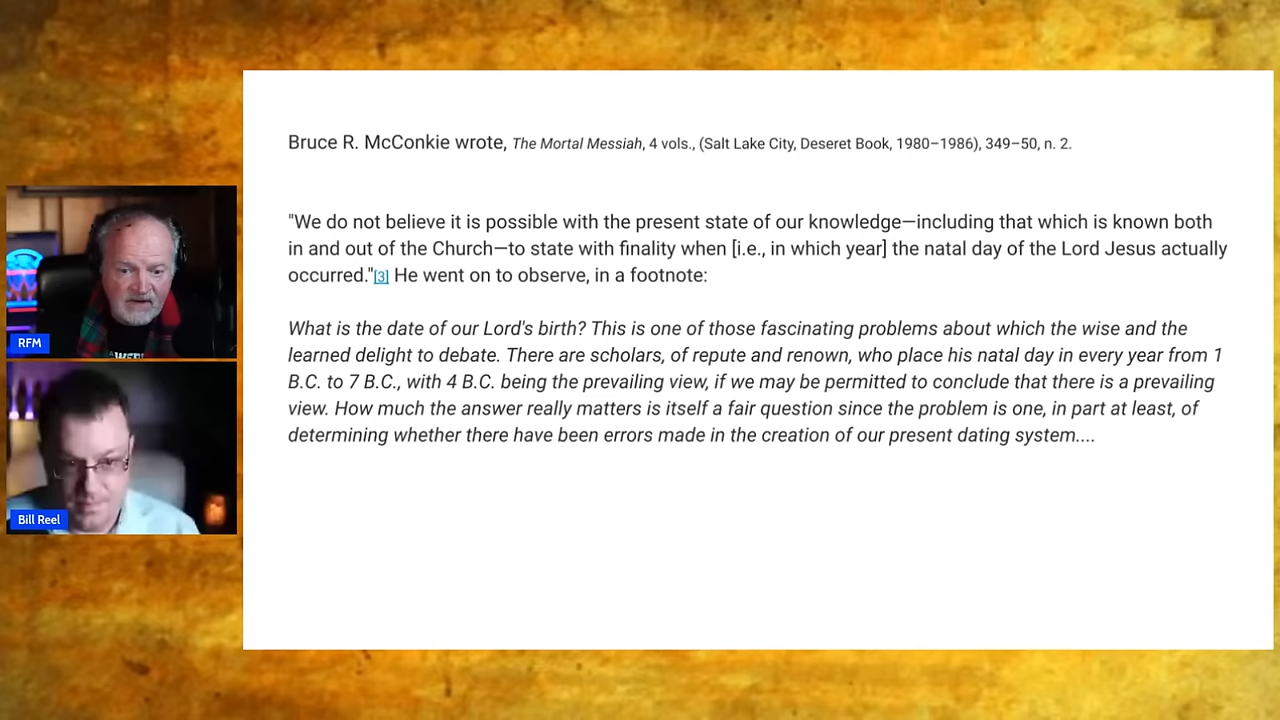 Bruce R. McConkie wrote, The Mortal Messiah, 4 vols., (Salt Lake City, Deseret Book, 1980–1986), 349–50, n. 2.
"We do not believe it is possible with the present state of our knowledge—including that which is known both
in and out of the Church—to state with finality when [i.e., in which year] the natal day of the Lord Jesus actually
occurred."[3] He went on to observe, in a footnote:
What is the date of our Lord's birth? This is one of those fascinating problems about which the wise and the
learned delight to debate. There are scholars, of repute and renown, who place his natal day in every year from 1
B.C. to 7 B.C., with 4 B.C. being the prevailing view, if we may be permitted to conclude that there is a prevailing
view. How much the answer really matters is itself a fair question since the problem is one, in part at least, of
determining whether there have been errors made in the creation of our present dating system....
RFM
Bill Reel